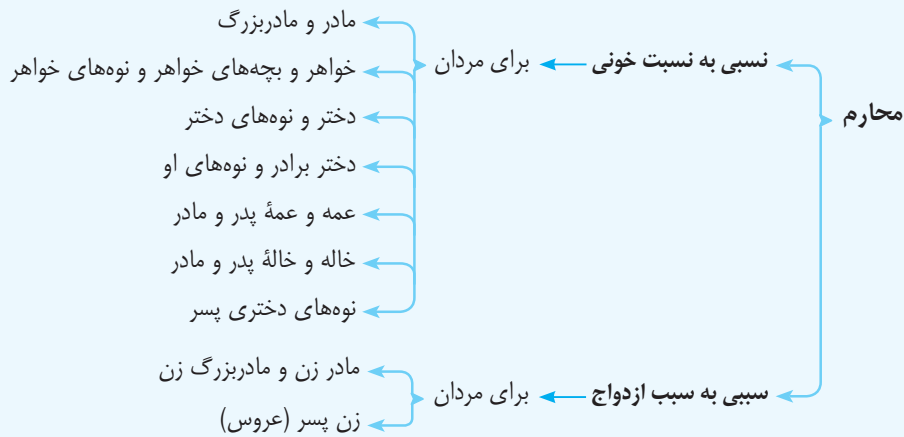 محارم
نسبی به نسبت خونی
برای مردان
مادر و مادربزرگ
خواهر و بچه‌های خواهر و نوه‌های خواهر
دختر و نوه‌های دختر
دختر برادر و نوه‌های او
عمه و عمهٔ پدر و مادر
خاله و خالهٔ پدر و مادر
نوه‌های دختری پسر
سببی به سبب ازدواج
برای مردان
مادر زن و مادربزرگ زن
زن پسر (عروس)